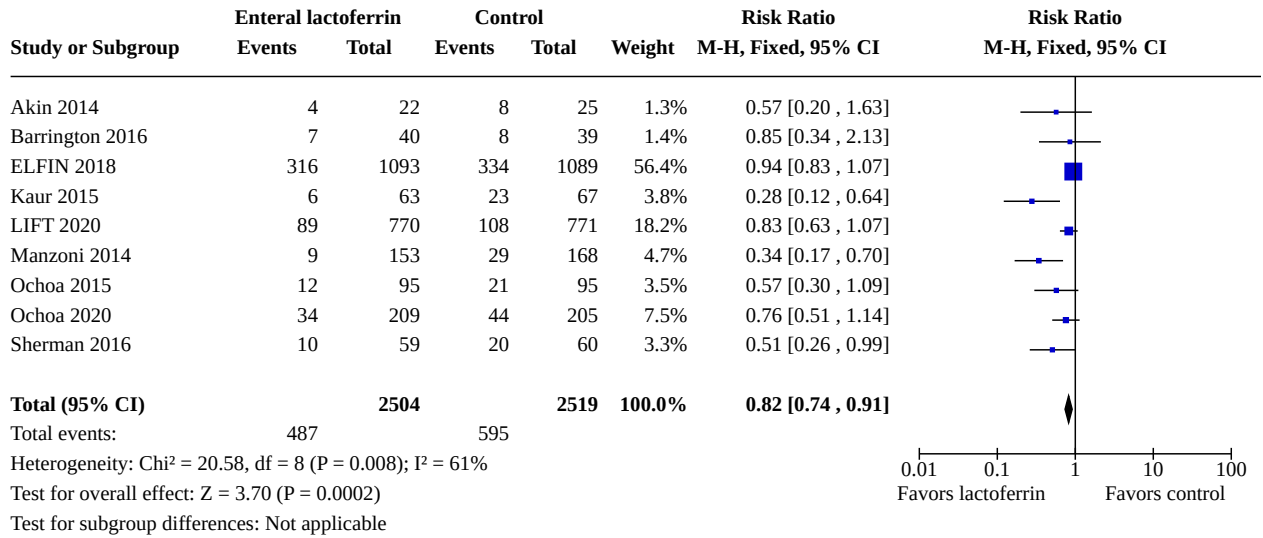 Enteral lactoferrin Control Risk Ratio Risk Ratio
Study or Subgroup Events Total Events Total Weight M-H, Fixed, 95% CI M-H, Fixed, 95% CI
Akin 2014 4 22 8 25 1.3% 0.57 [0.20 , 1.63]
Barrington 2016 7 40 8 39 1.4% 0.85 [0.34 , 2.13]
ELFIN 2018 316 1093 334 1089 56.4% 0.94 [0.83 , 1.07]
Kaur 2015 6 63 23 67 3.8% 0.28 [0.12 , 0.64]
LIFT 2020 89 770 108 771 18.2% 0.83 [0.63 , 1.07]
Manzoni 2014 9 153 29 168 4.7% 0.34 [0.17 , 0.70]
Ochoa 2015 12 95 21 95 3.5% 0.57 [0.30 , 1.09]
Ochoa 2020 34 209 44 205 7.5% 0.76 [0.51 , 1.14]
Sherman 2016 10 59 20 60 3.3% 0.51 [0.26 , 0.99]
Total (95% CI) 2504 2519 100.0% 0.82 [0.74 , 0.91]
Total events: 487 595
Heterogeneity: Chi² = 20.58, df = 8 (P = 0.008); I² = 61%
0.01 0.1 1 10 100
Test for overall effect: Z = 3.70 (P = 0.0002) Favors lactoferrin Favors control
Test for subgroup differences: Not applicable